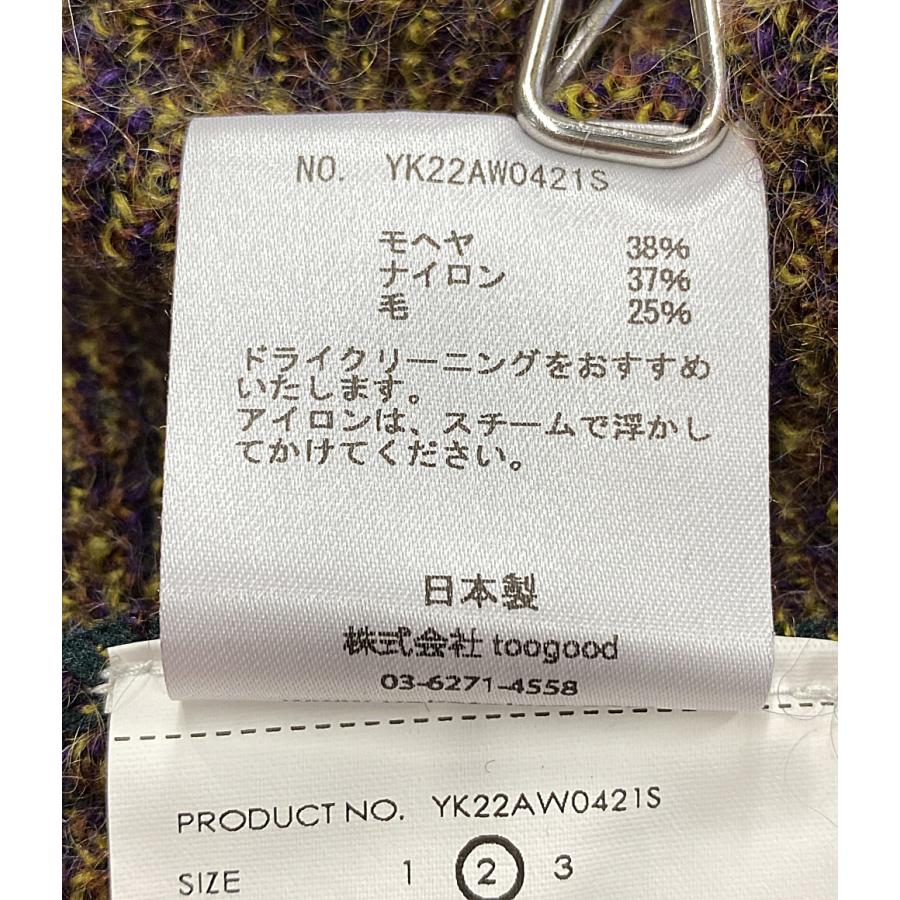 NO. YK22AW0421S
モヘヤ 38%
ナイロン 37%
毛 25%
ドライクリーニングをおすすめ
いたします。
アイロンは、スチームで浮かし
てかけてください。
日本製
株式会社 toogood
03-6271-4558
PRODUCT NO. YK22AW0421S
SIZE 1 2 3